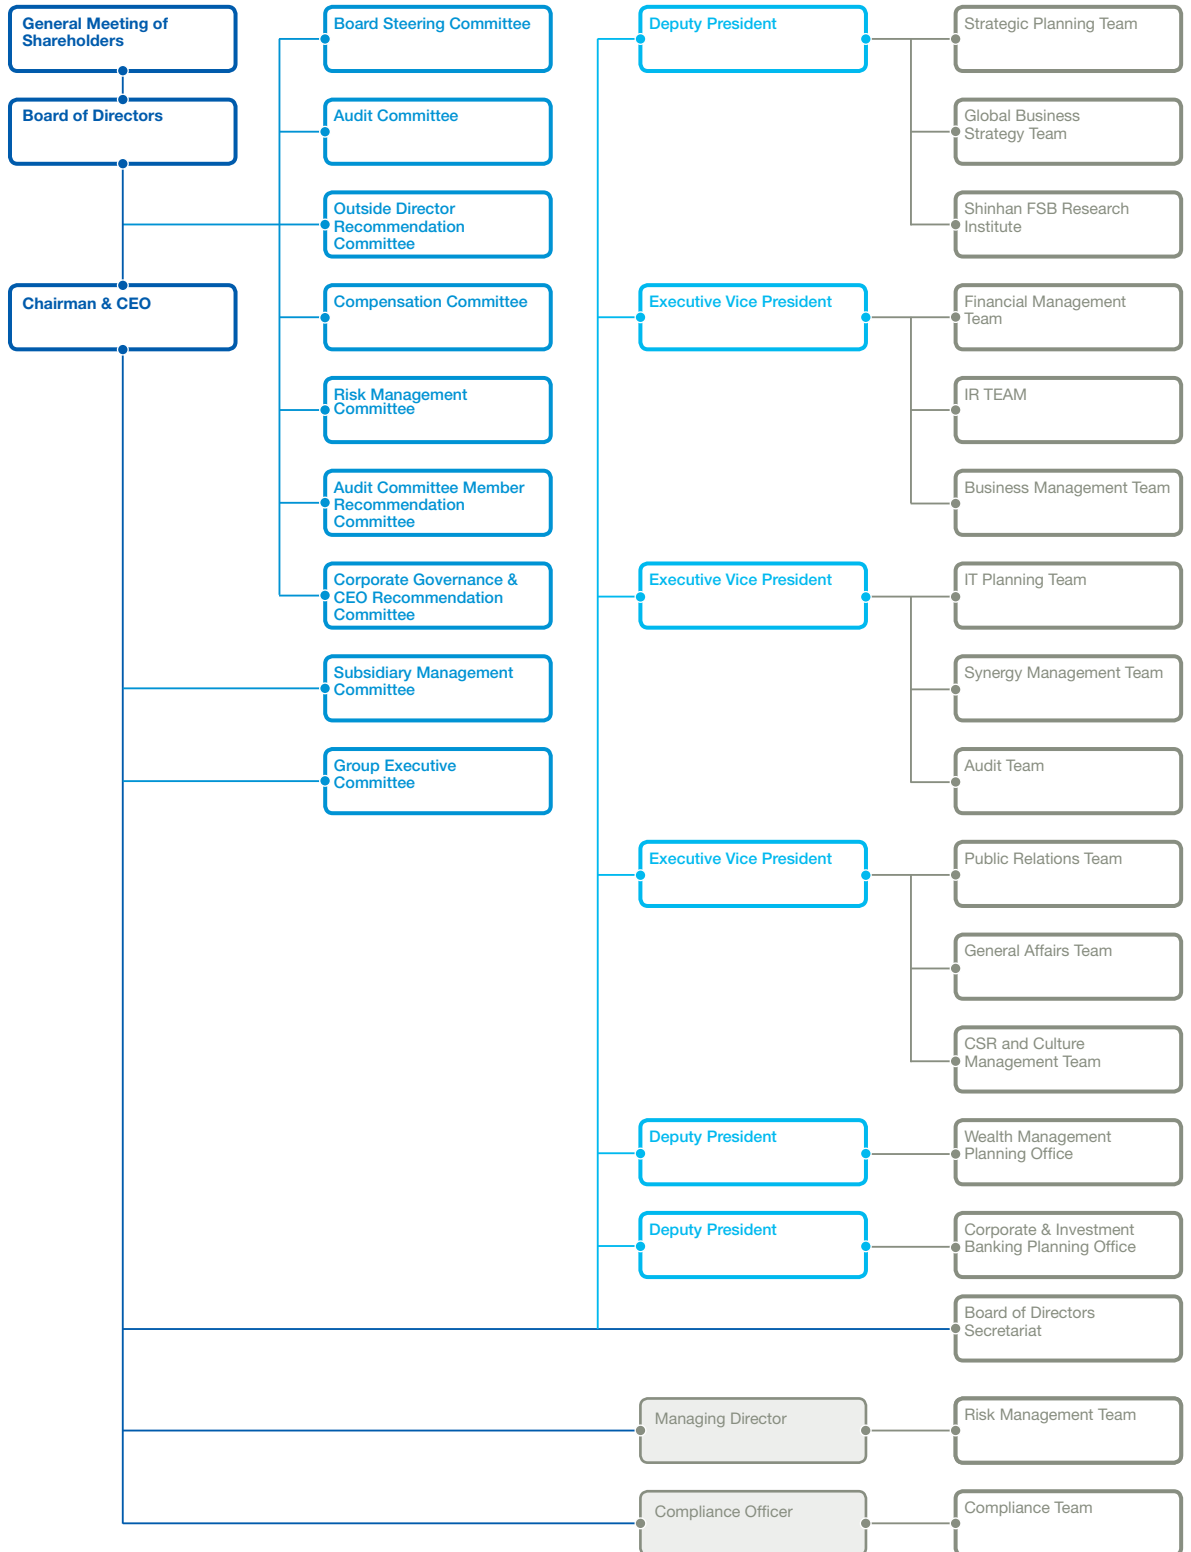 General Meeting of
Shareholders
Board of Directors
Chairman & CEO
Board Steering Committee
Audit Committee
Outside Director
Recommendation
Committee
Compensation Committee
Risk Management
Committee
Audit Committee Member
Recommendation
Committee
Corporate Governance &
CEO Recommendation
Committee
Subsidiary Management
Committee
Group Executive
Committee
Deputy President
Executive Vice President
Executive Vice President
Executive Vice President
Deputy President
Deputy President
Managing Director
Compliance Officer
Strategic Planning Team
Global Business
Strategy Team
Shinhan FSB Research
Institute
Financial Management
Team
IR TEAM
Business Management Team
IT Planning Team
Synergy Management Team
Audit Team
Public Relations Team
General Affairs Team
CSR and Culture
Management Team
Wealth Management
Planning Office
Corporate & Investment
Banking Planning Office
Board of Directors
Secretariat
Risk Management Team
Compliance Team